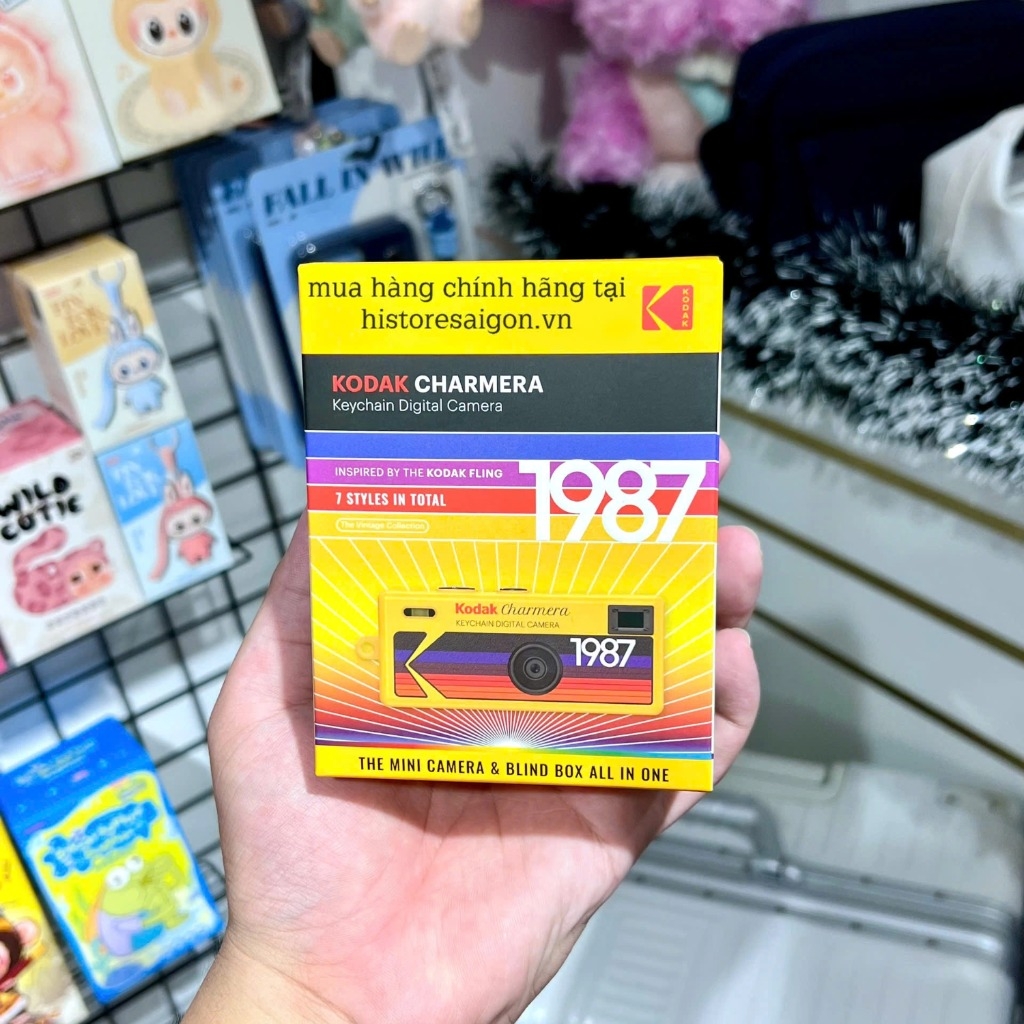 FALL IN WILD
mua hàng chính hãng tại
historesaigon.vn
KODAK
KODAK CHARMERA
Keychain Digital Camera
INSPIRED BY THE KODAK FLING
1987
7 STYLES IN TOTAL
The Vintage Collection
Kodak Charmera
KEYCHAIN DIGITAL CAMERA
1987
THE MINI CAMERA & BLIND BOX ALL IN ONE
WILD
CUTIE